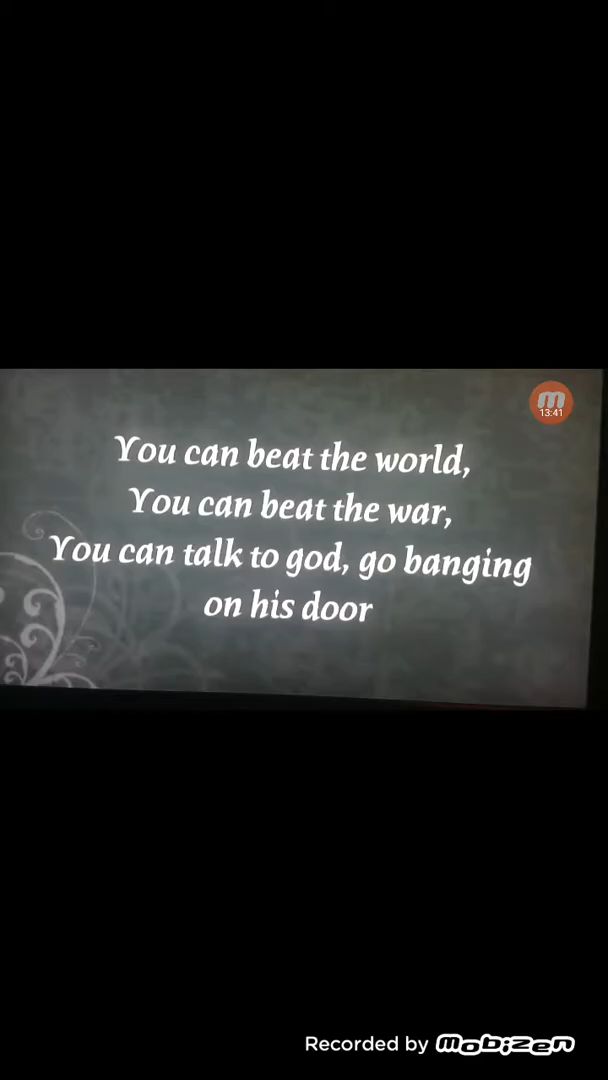 m
13:41
You can beat the world,
You can beat the war,
You can talk to god, go banging
on his door
Recorded by mobizen